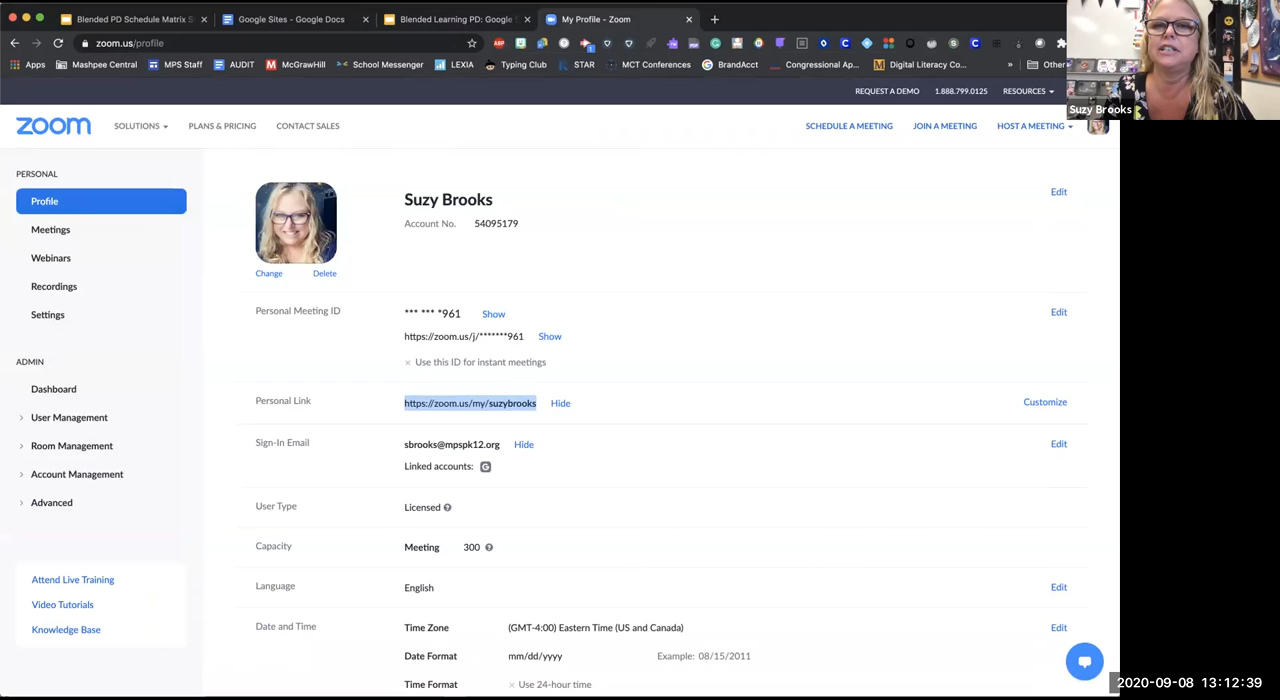 Blended PD Schedule Matrix S
Google Sites - Google Docs
Blended Learning PD: Google S
My Profile - Zoom
zoom.us/profile
Apps
Mashpee Central
MPS Staff
AUDIT
McGrawHill
School Messenger
LEXIA
Typing Club
STAR
MCT Conferences
BrandAcct
Congressional Ap...
Digital Literacy Co...
»
Other
Suzy Brooks
REQUEST A DEMO
1.888.799.0125
RESOURCES
zoom
SOLUTIONS
PLANS & PRICING
CONTACT SALES
SCHEDULE A MEETING
JOIN A MEETING
HOST A MEETING
PERSONAL
Profile
Meetings
Webinars
Recordings
Settings
ADMIN
Dashboard
User Management
Room Management
Account Management
Advanced
Attend Live Training
Video Tutorials
Knowledge Base
Change
Delete
Suzy Brooks
Edit
Account No. 54095179
Personal Meeting ID
*** *** *961 Show
Edit
https://zoom.us/j/*******961 Show
× Use this ID for instant meetings
Personal Link
https://zoom.us/my/suzybrooks Hide
Customize
Sign-In Email
sbrooks@mpspk12.org Hide
Edit
Linked accounts: G
User Type
Licensed
Capacity
Meeting 300
Language
English
Edit
Date and Time
Time Zone (GMT-4:00) Eastern Time (US and Canada)
Edit
Date Format mm/dd/yyyy Example: 08/15/2011
Time Format × Use 24-hour time
2020-09-08 13:12:39